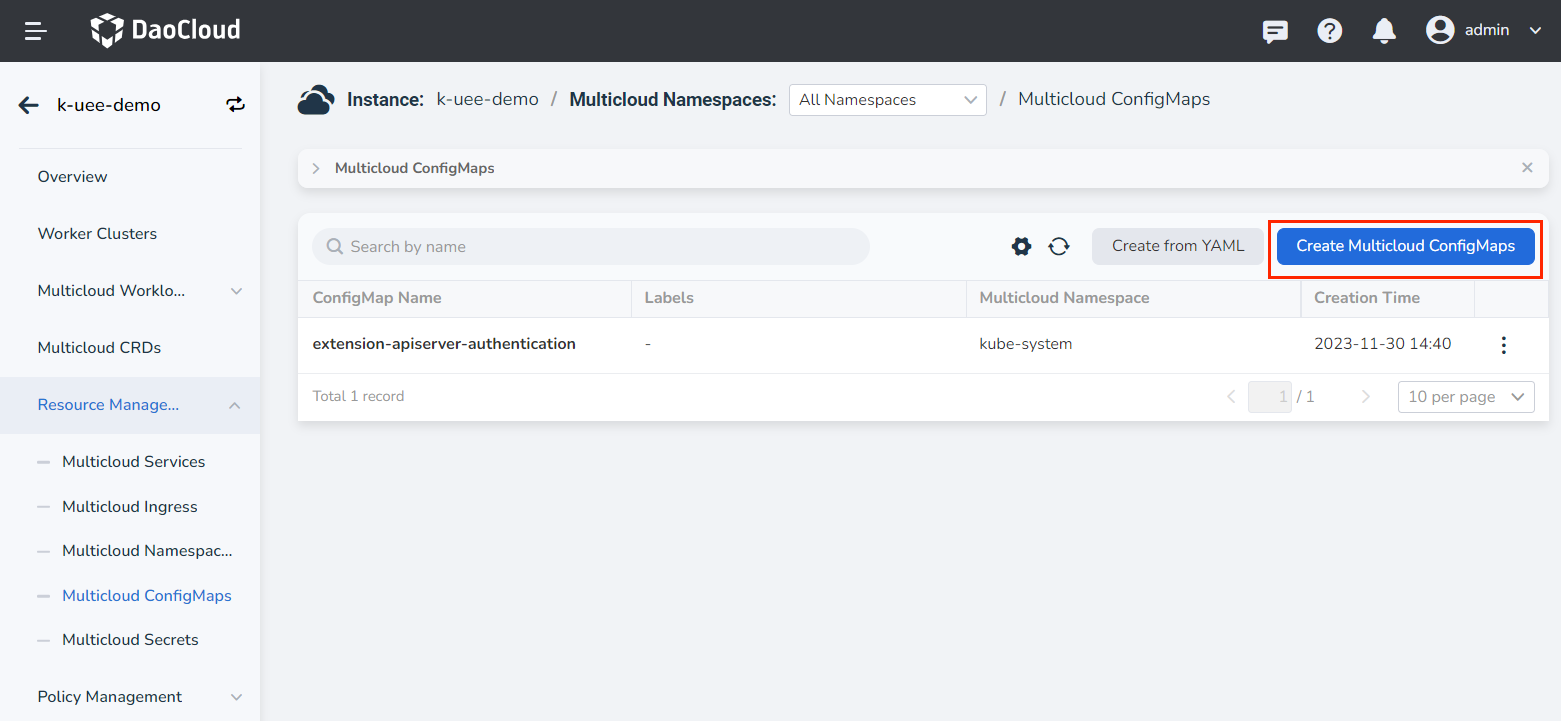 DaoCloud
admin
k-uee-demo
Instance: k-uee-demo / Multicloud Namespaces: All Namespaces / Multicloud ConfigMaps
Overview
Worker Clusters
Multicloud Worklo...
Multicloud CRDs
Resource Manage...
Multicloud Services
Multicloud Ingress
Multicloud Namespac...
Multicloud ConfigMaps
Multicloud Secrets
Policy Management
Multicloud ConfigMaps
Search by name
Create from YAML
Create Multicloud ConfigMaps
ConfigMap Name Labels Multicloud Namespace Creation Time
extension-apiserver-authentication - kube-system 2023-11-30 14:40
Total 1 record 1 / 1 10 per page